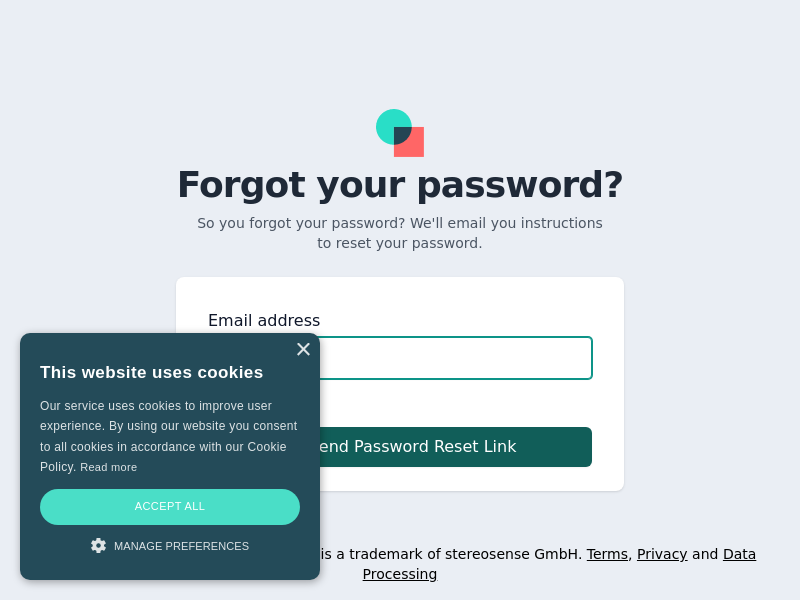 Forgot your password?
So you forgot your password? We'll email you instructions
to reset your password.
Email address
This website uses cookies
Our service uses cookies to improve user
experience. By using our website you consent
to all cookies in accordance with our Cookie
Policy. Read more
ACCEPT ALL
MANAGE PREFERENCES
Password Reset Link
is a trademark of stereosense GmbH. Terms, Privacy and Data
Processing